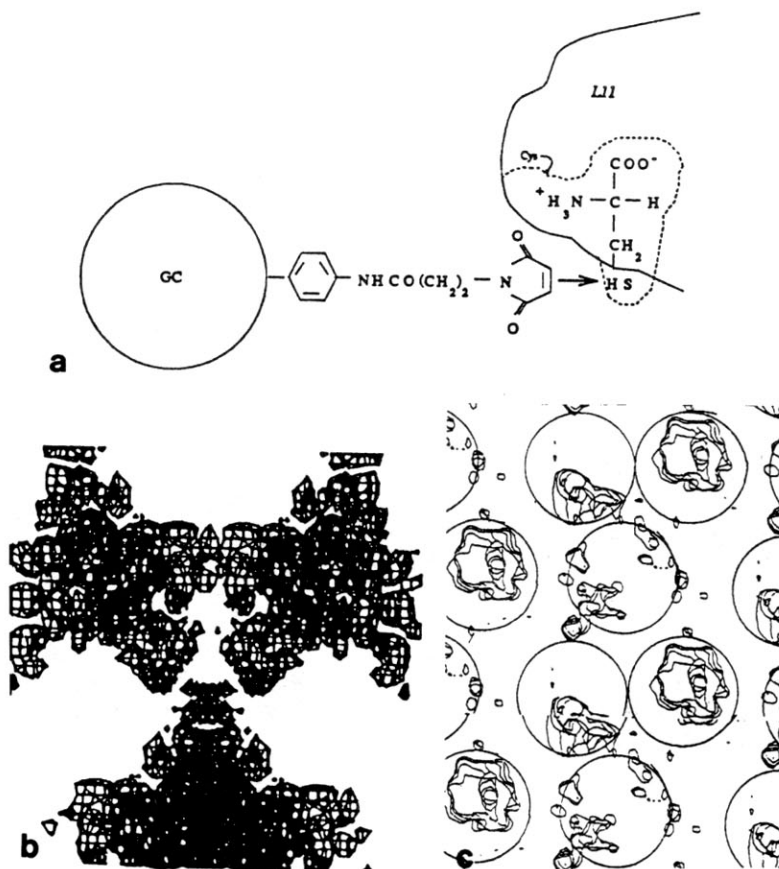 L11
Cys
COO⁻
⁺H₃N—C—H
CH₂
HS
GC
NHCO(CH₂)₂—N
O
O
a
b
c